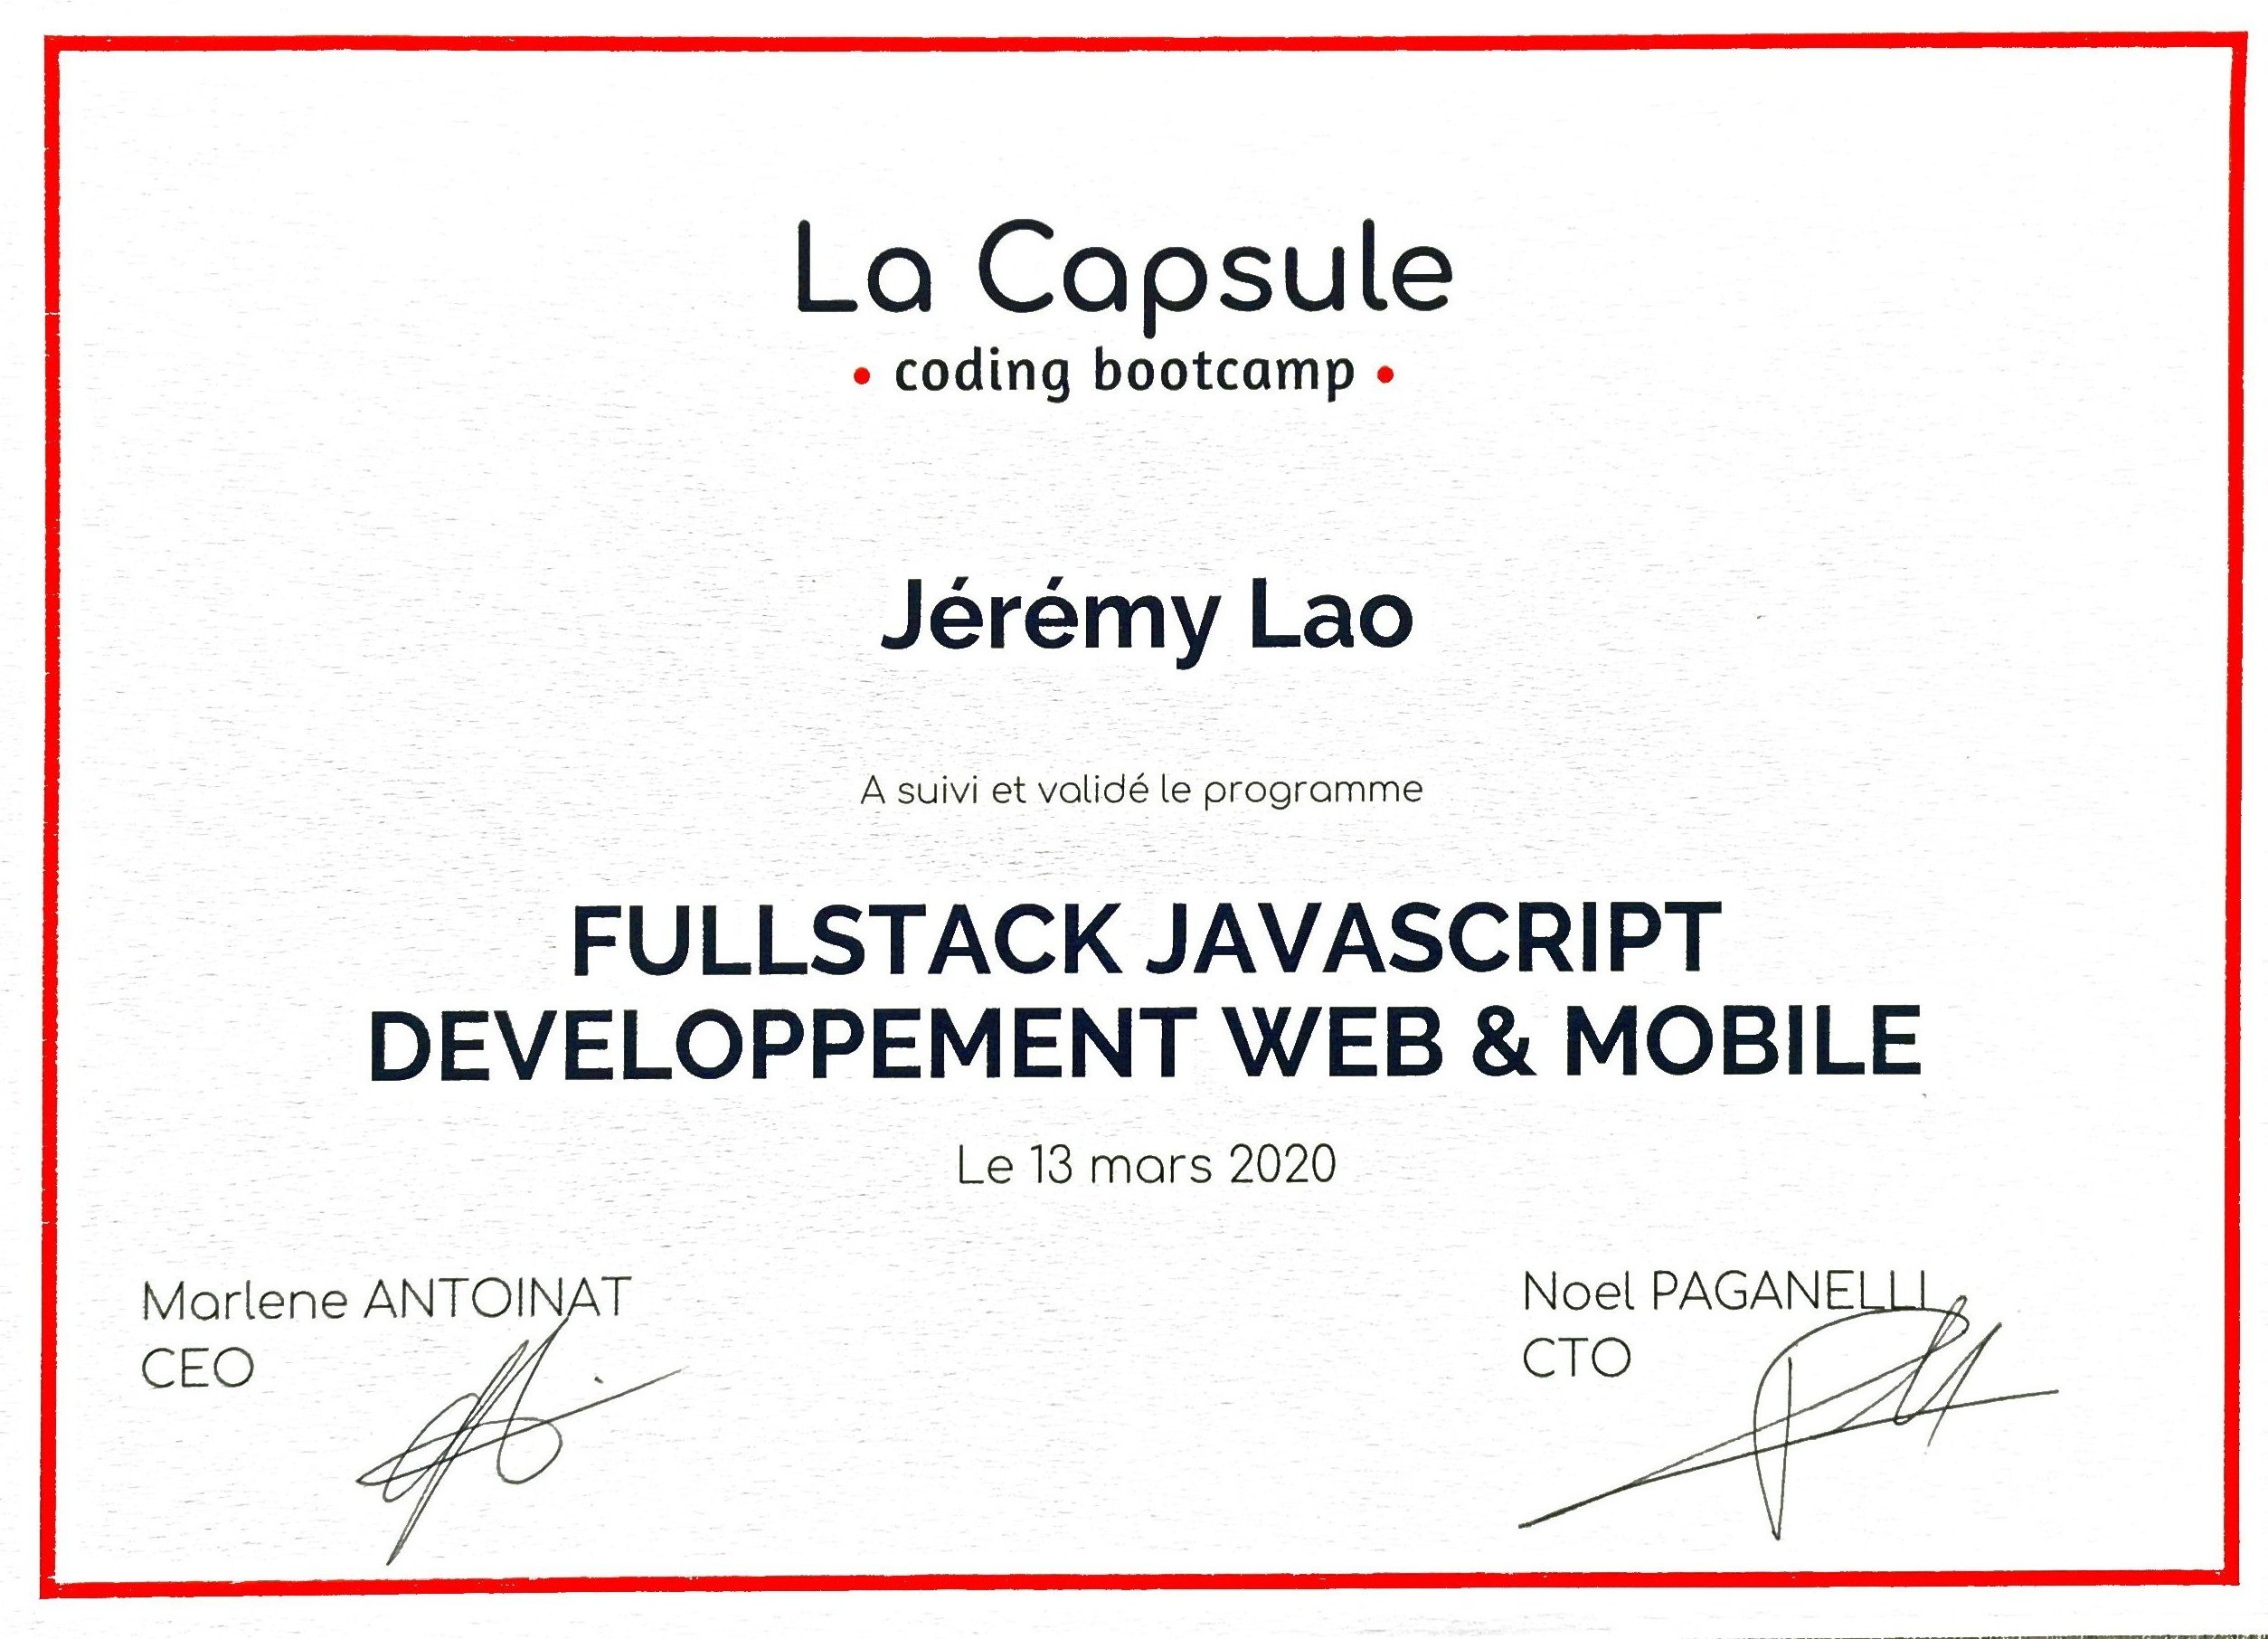 La Capsule
• coding bootcamp •
Jérémy Lao
A suivi et validé le programme
FULLSTACK JAVASCRIPT
DEVELOPPEMENT WEB & MOBILE
Le 13 mars 2020
Marlene ANTOINAT
CEO
Noel PAGANELLI
CTO